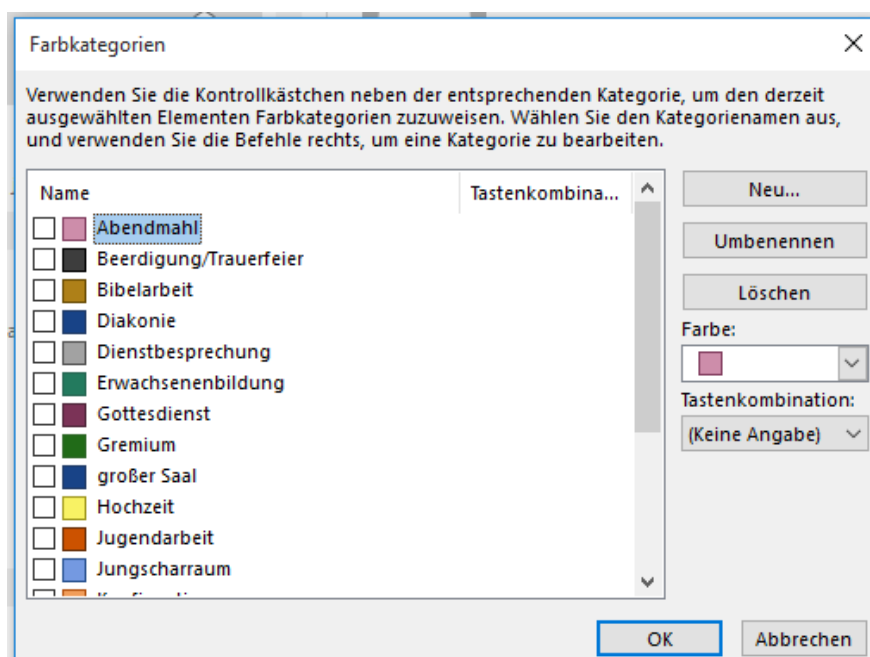 Farbkategorien
Verwenden Sie die Kontrollkästchen neben der entsprechenden Kategorie, um den derzeit
ausgewählten Elementen Farbkategorien zuzuweisen. Wählen Sie den Kategorienamen aus,
und verwenden Sie die Befehle rechts, um eine Kategorie zu bearbeiten.
Name Tastenkombina...
Abendmahl
Beerdigung/Trauerfeier
Bibelarbeit
Diakonie
Dienstbesprechung
Erwachsenenbildung
Gottesdienst
Gremium
großer Saal
Hochzeit
Jugendarbeit
Jungscharraum
Neu...
Umbenennen
Löschen
Farbe:
Tastenkombination:
(Keine Angabe)
OK Abbrechen